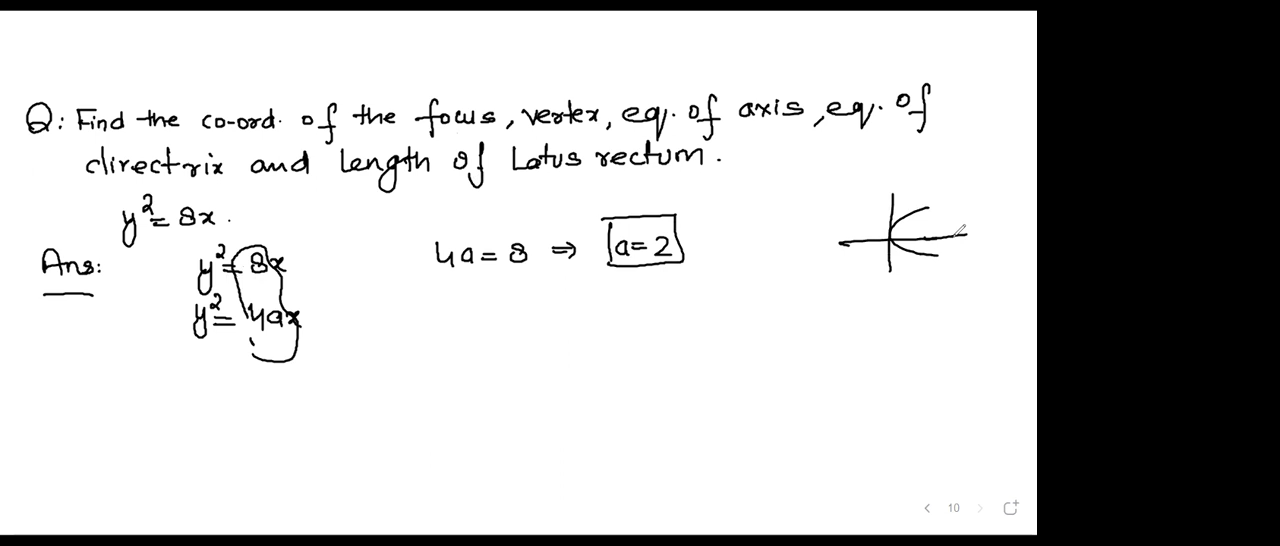 Q: Find the co-ord. of the focus, vertex, eq. of axis, eq. of
directrix and length of Latus rectum.
y² = 8x.
Ans: y² = 8x 4a = 8 ⇒ a = 2
y² = 4ax
10